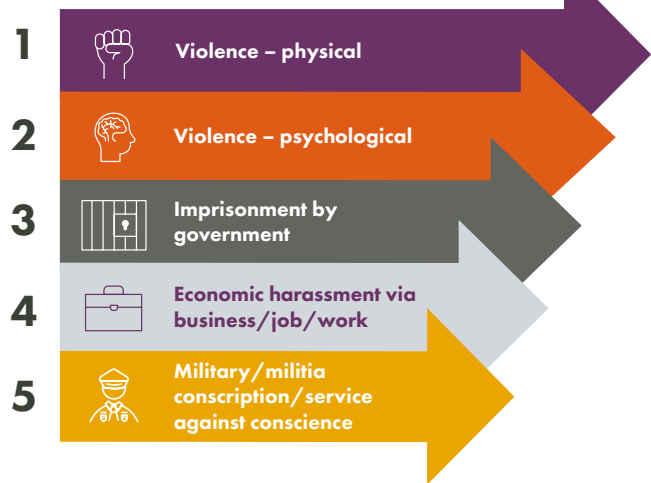 1
Violence – physical
2
Violence – psychological
3
Imprisonment by
government
4
Economic harassment via
business/job/work
5
Military/militia
conscription/service
against conscience